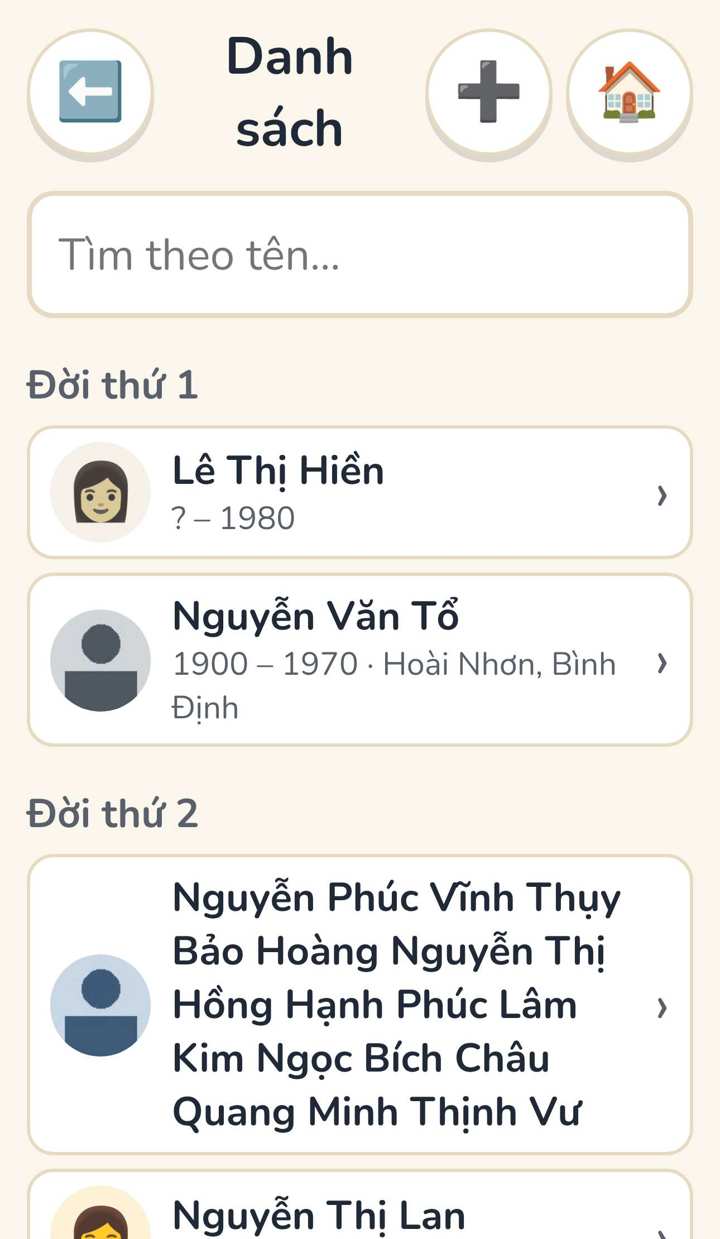 Danh
sách
Tìm theo tên...
Đời thứ 1
Lê Thị Hiền
? – 1980
Nguyễn Văn Tổ
1900 – 1970 · Hoài Nhơn, Bình
Định
Đời thứ 2
Nguyễn Phúc Vĩnh Thụy
Bảo Hoàng Nguyễn Thị
Hồng Hạnh Phúc Lâm
Kim Ngọc Bích Châu
Quang Minh Thịnh Vư
Nguyễn Thị Lan